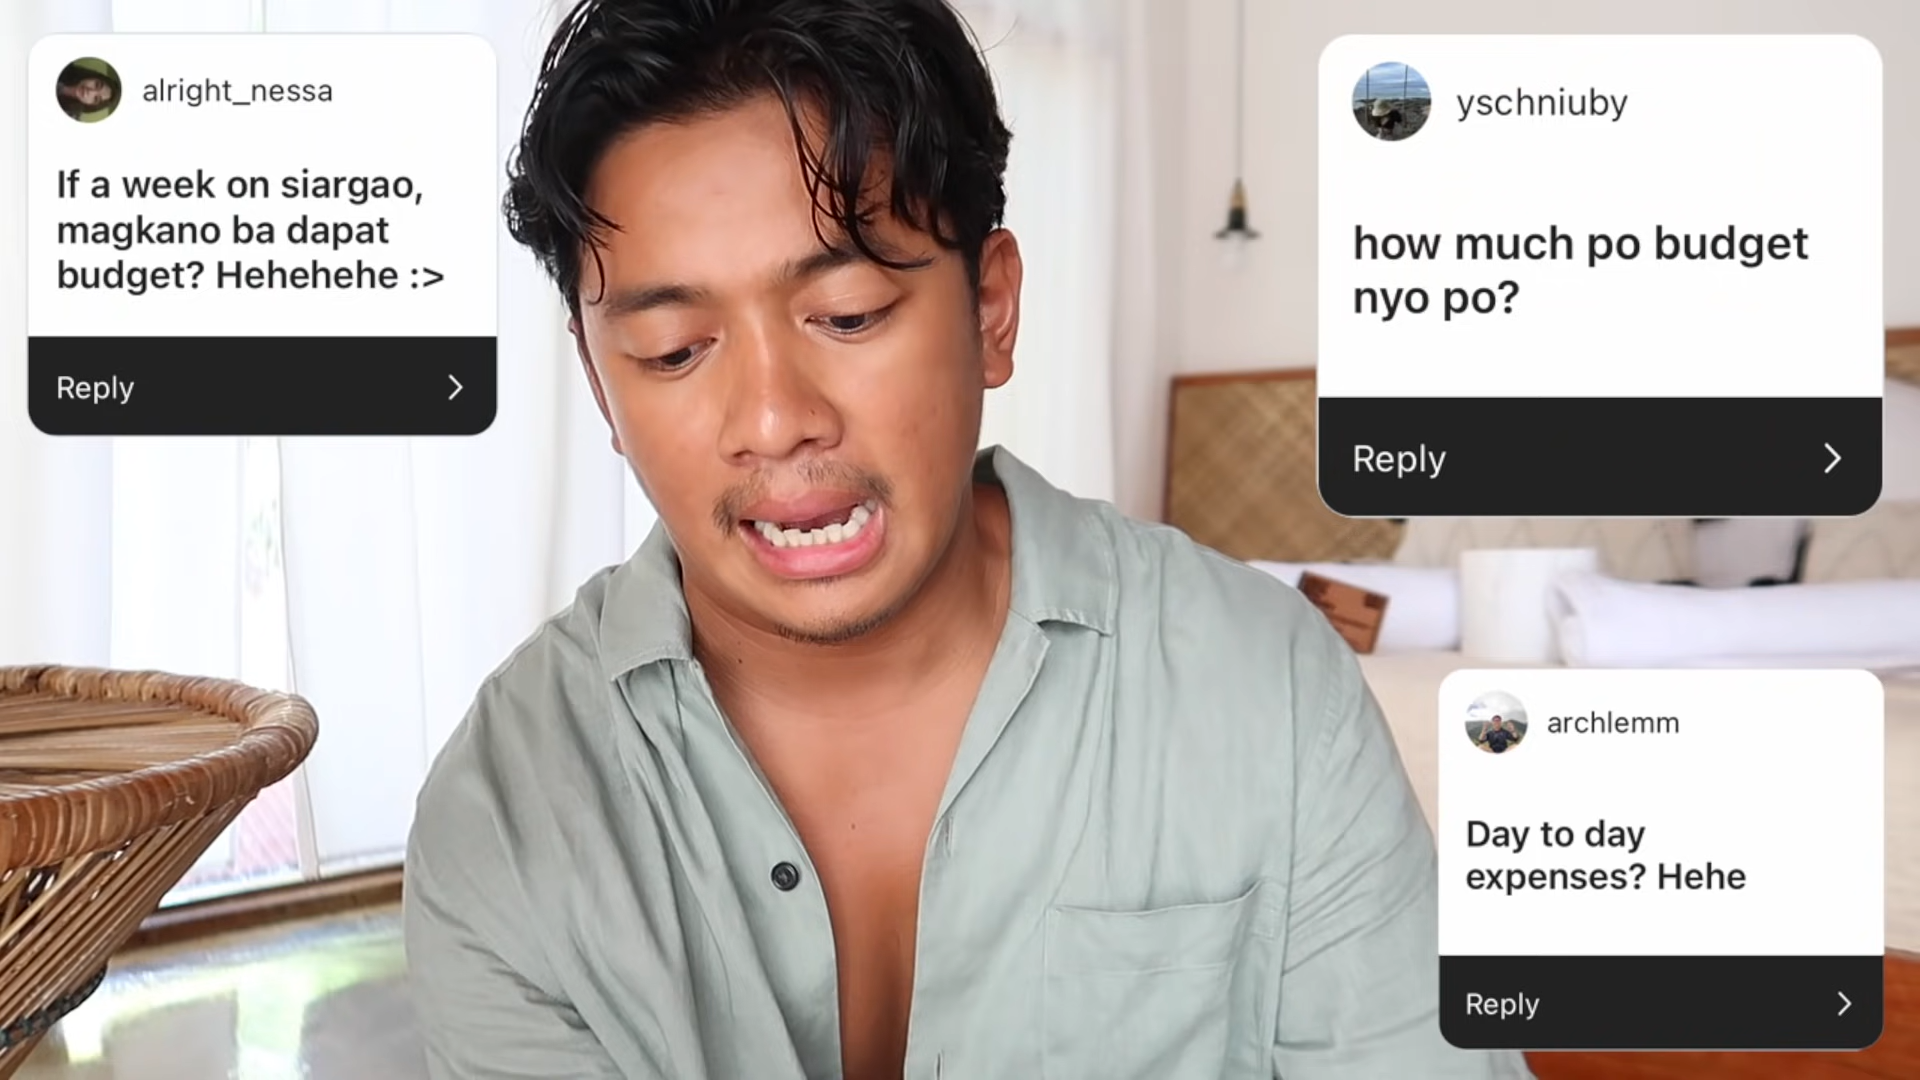 alright_nessa
If a week on siargao,
magkano ba dapat
budget? Hehehehe :>
Reply
yschniuby
how much po budget
nyo po?
Reply
archlemm
Day to day
expenses? Hehe
Reply